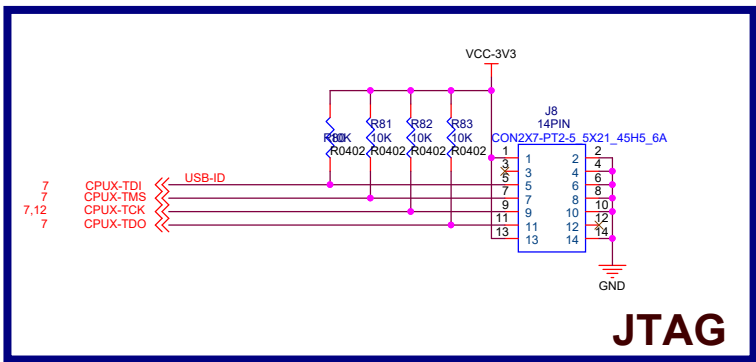 VCC-3V3
J8
14PIN
CON2X7-PT2-5_5X21_45H5_6A
R80 R81 R82 R83
10K 10K 10K 10K
R0402 R0402 R0402 R0402
1 1 2 2
3 3 4 4
7 CPUX-TDI USB-ID 5 5 6 6
7 CPUX-TMS 7 7 8 8
7,12 CPUX-TCK 9 9 10 10
7 CPUX-TDO 11 11 12 12
13 13 14 14
GND
JTAG